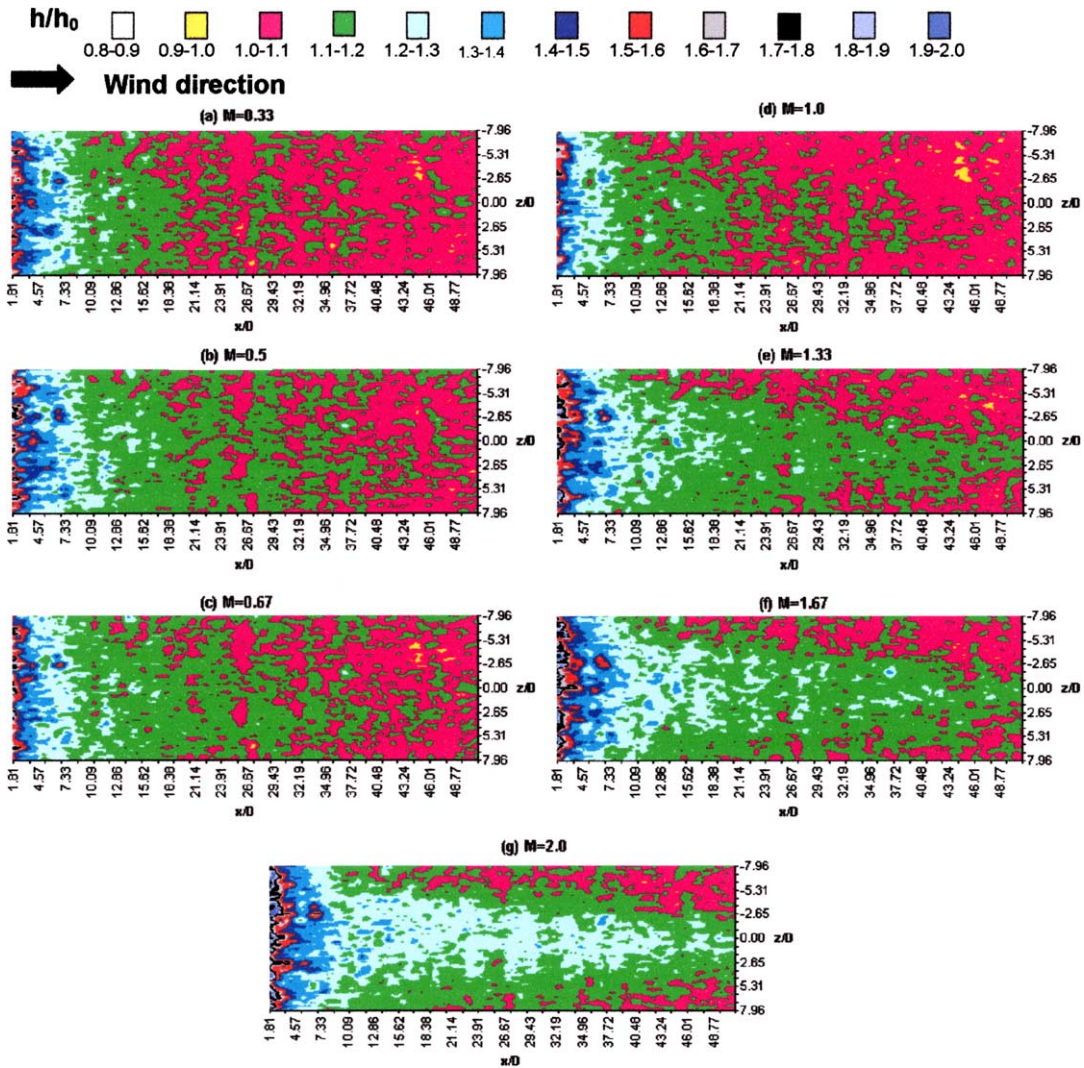 h/h0
0.8-0.9 0.9-1.0 1.0-1.1 1.1-1.2 1.2-1.3 1.3-1.4 1.4-1.5 1.5-1.6 1.6-1.7 1.7-1.8 1.8-1.9 1.9-2.0
Wind direction
(a) M=0.33
-7.96
-5.31
-2.65
0.00 z/D
2.65
5.31
7.96
1.81 4.57 7.33 10.09 12.86 15.62 18.38 21.14 23.91 26.67 29.43 32.19 34.96 37.72 40.48 43.24 46.01 48.77
x/D
(d) M=1.0
-7.96
-5.31
-2.65
0.00 z/D
2.65
5.31
7.96
1.81 4.57 7.33 10.09 12.86 15.62 18.38 21.14 23.91 26.67 29.43 32.19 34.96 37.72 40.48 43.24 46.01 48.77
x/D
(b) M=0.5
-7.96
-5.31
-2.65
0.00 z/D
2.65
5.31
7.96
1.81 4.57 7.33 10.09 12.86 15.62 18.38 21.14 23.91 26.67 29.43 32.19 34.96 37.72 40.48 43.24 46.01 48.77
x/D
(e) M=1.33
-7.96
-5.31
-2.65
0.00 z/D
2.65
5.31
7.96
1.81 4.57 7.33 10.09 12.86 15.62 18.38 21.14 23.91 26.67 29.43 32.19 34.96 37.72 40.48 43.24 46.01 48.77
x/D
(c) M=0.67
-7.96
-5.31
-2.65
0.00 z/D
2.65
5.31
7.96
1.81 4.57 7.33 10.09 12.86 15.62 18.38 21.14 23.91 26.67 29.43 32.19 34.96 37.72 40.48 43.24 46.01 48.77
x/D
(f) M=1.67
-7.96
-5.31
-2.65
0.00 z/D
2.65
5.31
7.96
1.81 4.57 7.33 10.09 12.86 15.62 18.38 21.14 23.91 26.67 29.43 32.19 34.96 37.72 40.48 43.24 46.01 48.77
x/D
(g) M=2.0
-7.96
-5.31
-2.65
0.00 z/D
2.65
5.31
7.96
1.81 4.57 7.33 10.09 12.86 15.62 18.38 21.14 23.91 26.67 29.43 32.19 34.96 37.72 40.48 43.24 46.01 48.77
x/D